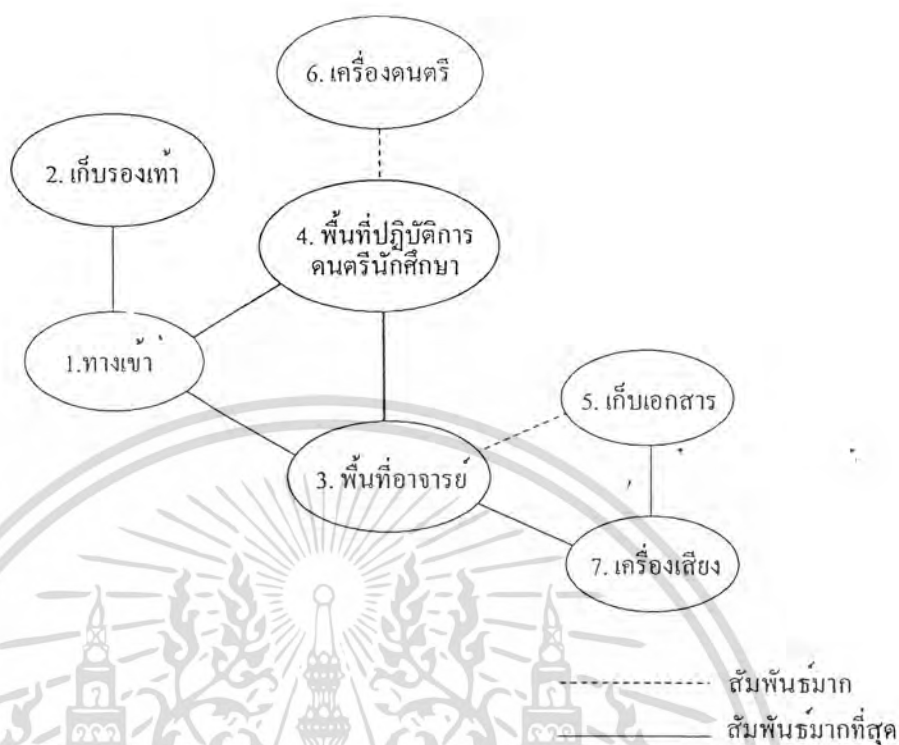 6. เครื่องดนตรี
2. เก็บรองเท้า
4. พื้นที่ปฏิบัติการ
ดนตรีนักศึกษา
1.ทางเข้า
5. เก็บเอกสาร
3. พื้นที่อาจารย์
7. เครื่องเสียง
สัมพันธ์มาก
สัมพันธ์มากที่สุด